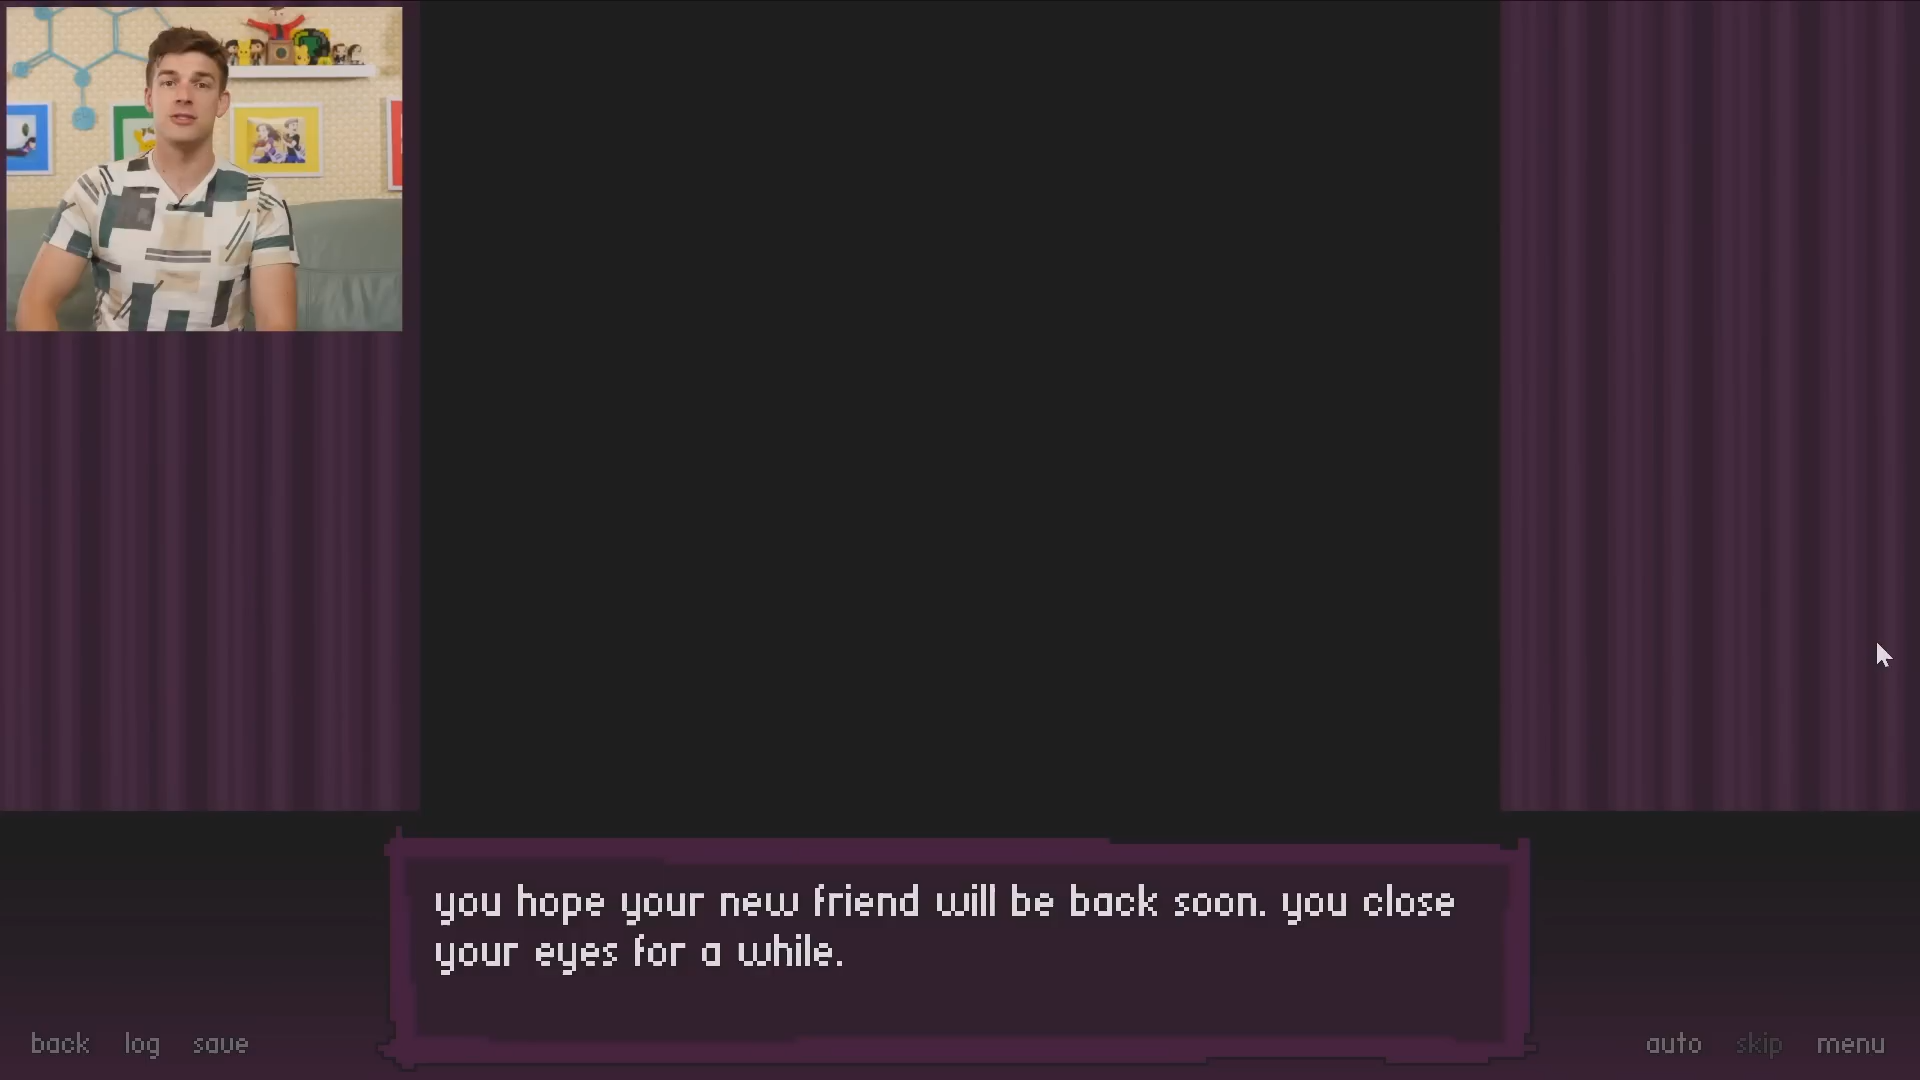 you hope your new friend will be back soon. you close
your eyes for a while.
back log save
auto skip menu